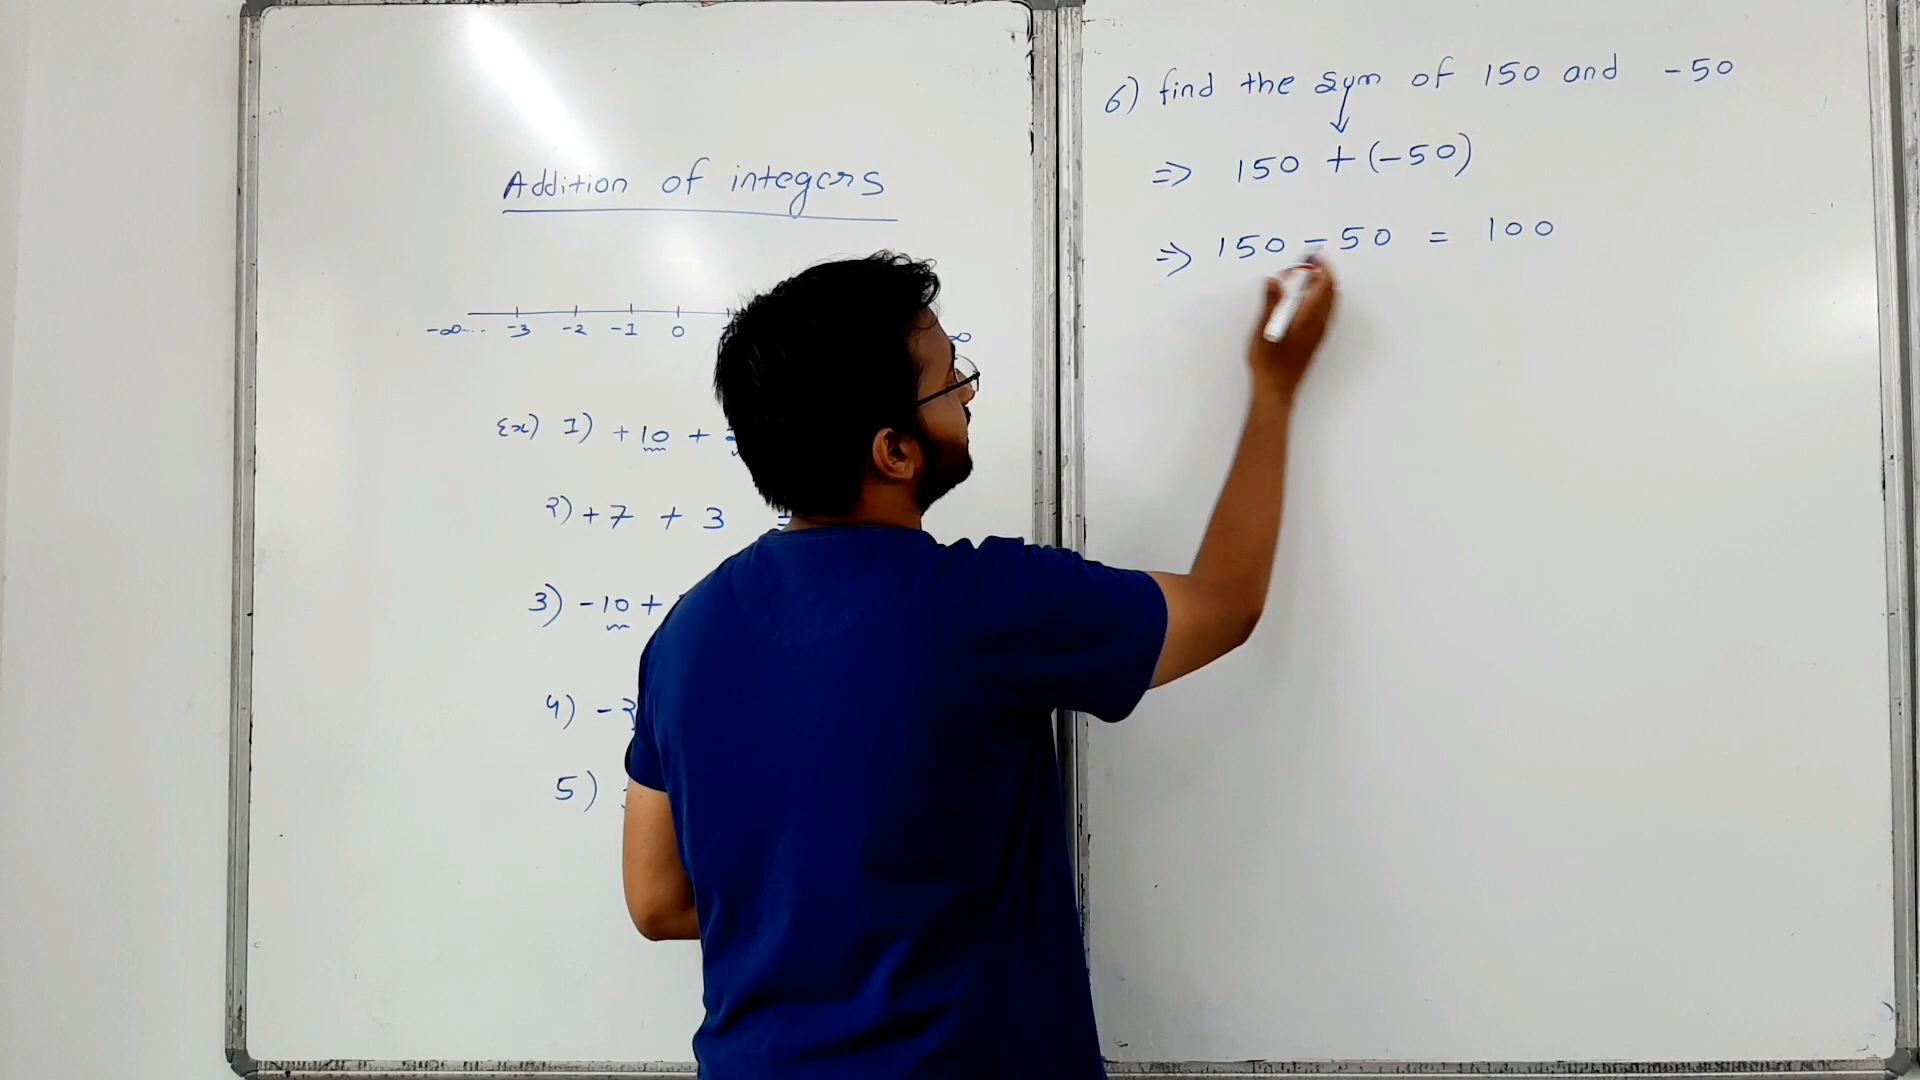 Addition of integers
-∞... -3 -2 -1 0 ∞
Ex) 1) +10 +
2) +7 + 3 =
3) -10 +
4) -2
5)
6) find the sum of 150 and -50
⇒ 150 + (-50)
⇒ 150 - 50 = 100